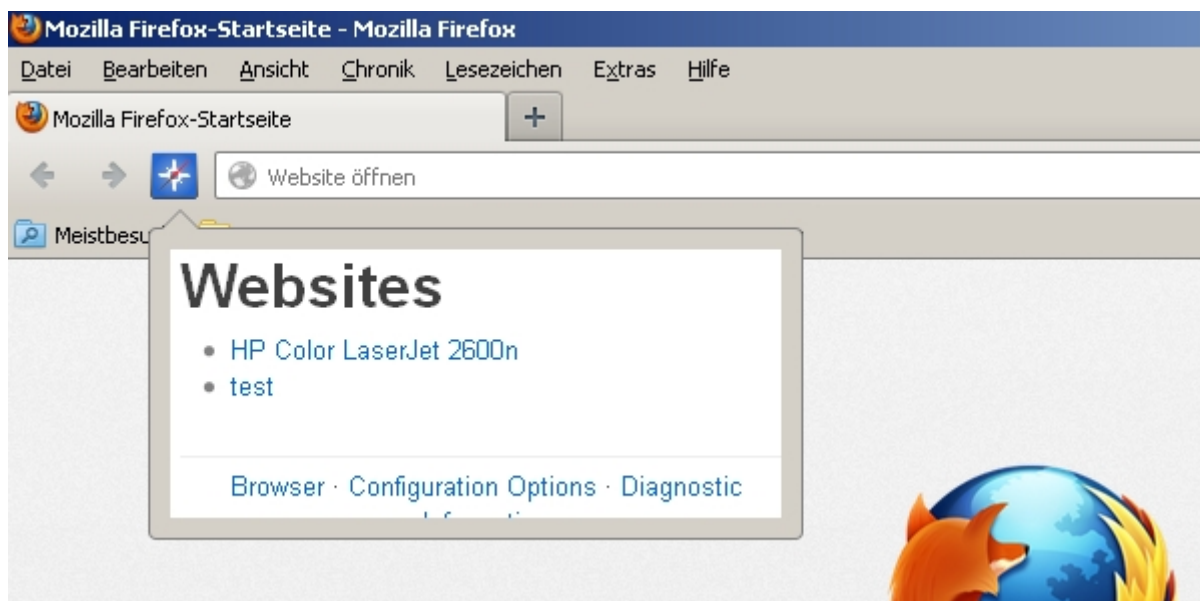 Mozilla Firefox-Startseite - Mozilla Firefox
Datei Bearbeiten Ansicht Chronik Lesezeichen Extras Hilfe
Mozilla Firefox-Startseite
Website öffnen
Meistbesu
Websites
HP Color LaserJet 2600n
test
Browser · Configuration Options · Diagnostic